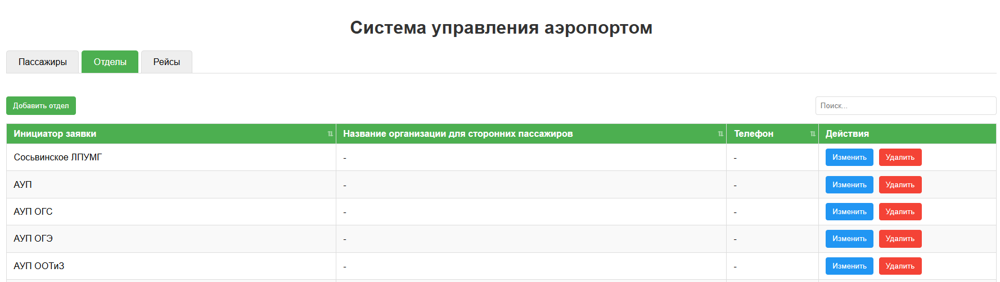 Система управления аэропортом
Пассажиры Отделы Рейсы
Добавить отдел Поиск...
Инициатор заявки Название организации для сторонних пассажиров Телефон Действия
Сосьвинское ЛПУМГ - - Изменить Удалить
АУП - - Изменить Удалить
АУП ОГС - - Изменить Удалить
АУП ОГЭ - - Изменить Удалить
АУП ООТиЗ - - Изменить Удалить